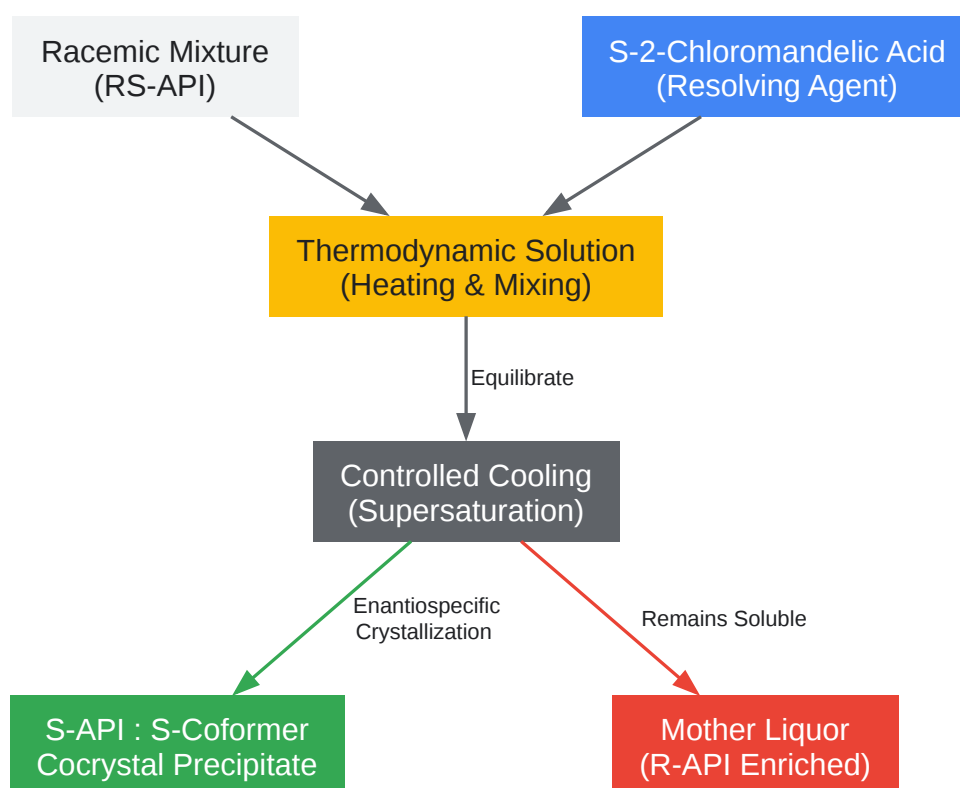 Racemic Mixture
(RS-API)
S-2-Chloromandelic Acid
(Resolving Agent)
Thermodynamic Solution
(Heating & Mixing)
Equilibrate
Controlled Cooling
(Supersaturation)
Enantiospecific
Crystallization
Remains Soluble
S-API : S-Coformer
Cocrystal Precipitate
Mother Liquor
(R-API Enriched)